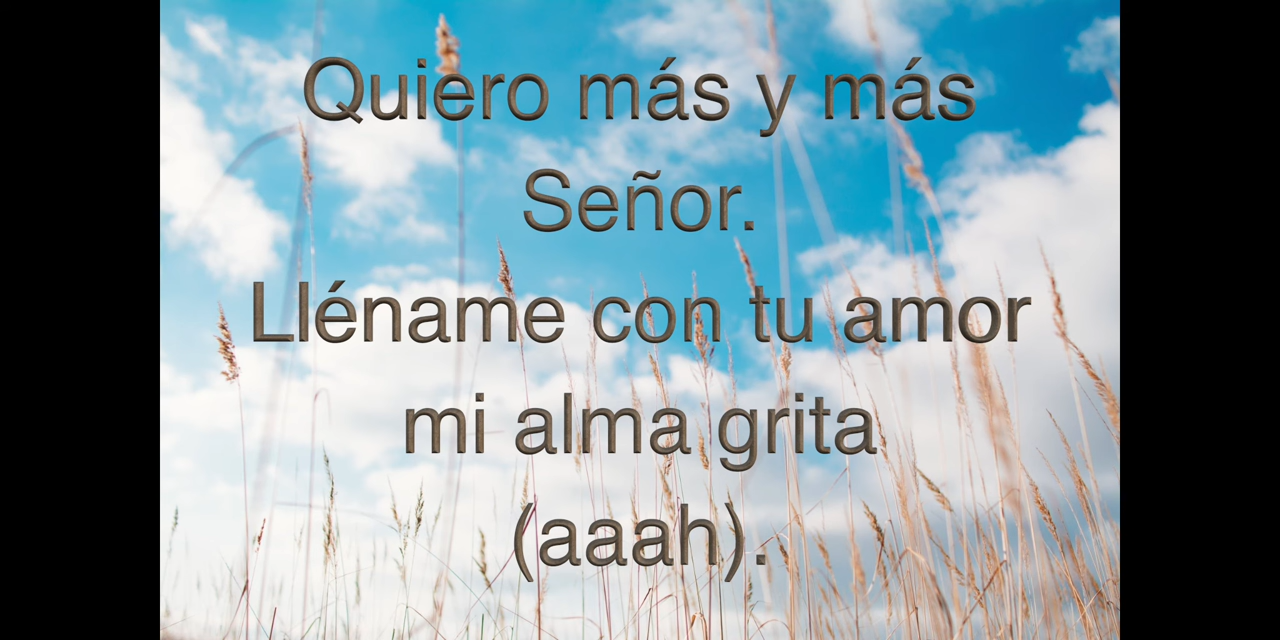 Quiero más y más
Señor.
Lléname con tu amor
mi alma grita
(aaah).